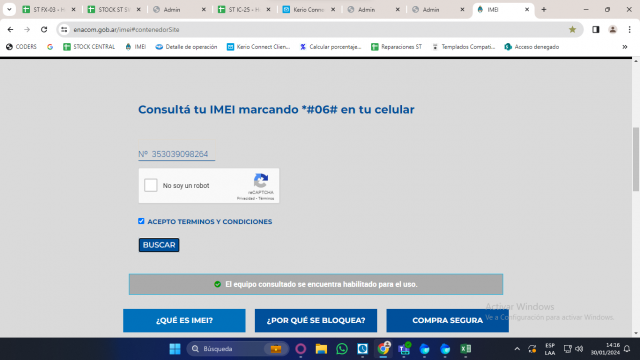 ST FX-03 - H
STOCK ST S
Admin
ST IC-25 - H
Kerio Connec
Admin
Admin
IMEI
enacom.gob.ar/imei#contenedorSite
CODERS
STOCK CENTRAL
IMEI
Detalle de operación
Kerio Connect Clien...
Calcular porcentaje...
Reparaciones ST
Templados Compati...
Acceso denegado
Consultá tu IMEI marcando *#06# en tu celular
Nº 353039098264
No soy un robot
reCAPTCHA
Privacidad - Términos
ACEPTO TERMINOS Y CONDICIONES
BUSCAR
El equipo consultado se encuentra habilitado para el uso.
Activar Windows
Ve a Configuración para activar Windows.
¿QUÉ ES IMEI?
¿POR QUÉ SE BLOQUEA?
COMPRA SEGURA
Búsqueda
ESP
LAA
14:16
30/01/2024